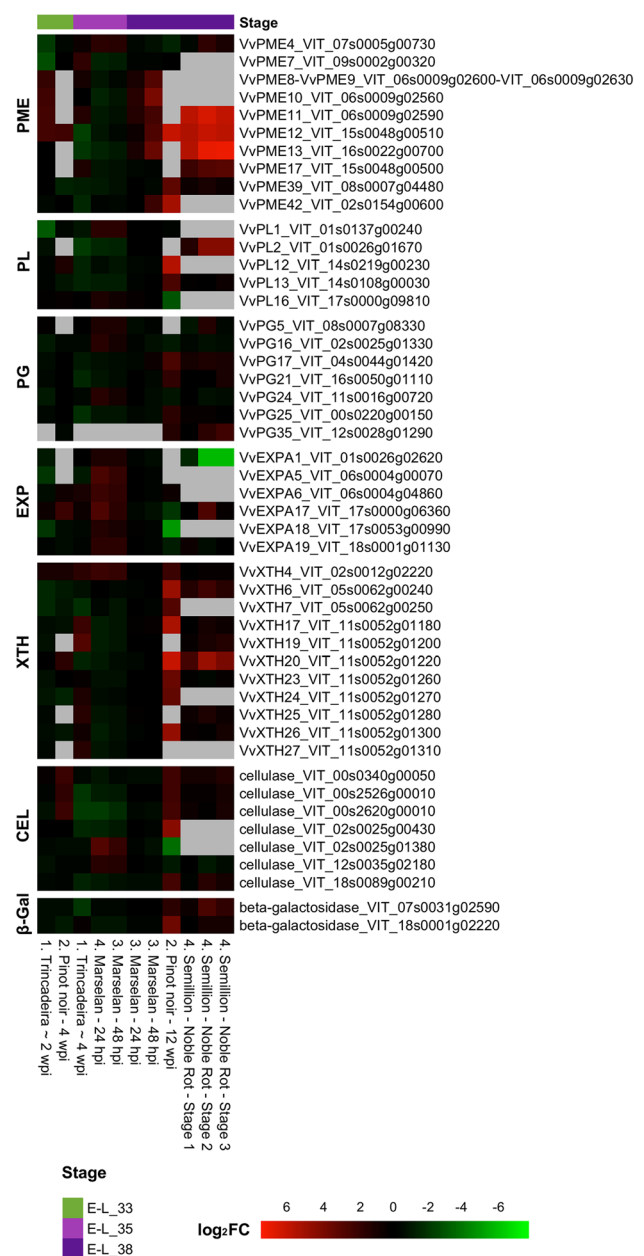 Stage
PME
VvPME4_VIT_07s0005g00730
VvPME7_VIT_09s0002g00320
VvPME8-VvPME9_VIT_06s0009g02600-VIT_06s0009g02630
VvPME10_VIT_06s0009g02560
VvPME11_VIT_06s0009g02590
VvPME12_VIT_15s0048g00510
VvPME13_VIT_16s0022g00700
VvPME17_VIT_15s0048g00500
VvPME39_VIT_08s0007g04480
VvPME42_VIT_02s0154g00600
PL
VvPL1_VIT_01s0137g00240
VvPL2_VIT_01s0026g01670
VvPL12_VIT_14s0219g00230
VvPL13_VIT_14s0108g00030
VvPL16_VIT_17s0000g09810
PG
VvPG5_VIT_08s0007g08330
VvPG16_VIT_02s0025g01330
VvPG17_VIT_04s0044g01420
VvPG21_VIT_16s0050g01110
VvPG24_VIT_11s0016g00720
VvPG25_VIT_00s0220g00150
VvPG35_VIT_12s0028g01290
EXP
VvEXPA1_VIT_01s0026g02620
VvEXPA5_VIT_06s0004g00070
VvEXPA6_VIT_06s0004g04860
VvEXPA17_VIT_17s0000g06360
VvEXPA18_VIT_17s0053g00990
VvEXPA19_VIT_18s0001g01130
XTH
VvXTH4_VIT_02s0012g02220
VvXTH6_VIT_05s0062g00240
VvXTH7_VIT_05s0062g00250
VvXTH17_VIT_11s0052g01180
VvXTH19_VIT_11s0052g01200
VvXTH20_VIT_11s0052g01220
VvXTH23_VIT_11s0052g01260
VvXTH24_VIT_11s0052g01270
VvXTH25_VIT_11s0052g01280
VvXTH26_VIT_11s0052g01300
VvXTH27_VIT_11s0052g01310
CEL
cellulase_VIT_00s0340g00050
cellulase_VIT_00s2526g00010
cellulase_VIT_00s2620g00010
cellulase_VIT_02s0025g00430
cellulase_VIT_02s0025g01380
cellulase_VIT_12s0035g02180
cellulase_VIT_18s0089g00210
β-Gal
beta-galactosidase_VIT_07s0031g02590
beta-galactosidase_VIT_18s0001g02220
1. Trincadeira ~ 2 wpi
2. Pinot noir - 4 wpi
1. Trincadeira ~ 4 wpi
4. Marselan - 24 hpi
3. Marselan - 48 hpi
3. Marselan - 24 hpi
3. Marselan - 48 hpi
2. Pinot noir - 12 wpi
4. Semillion - Noble Rot - Stage 1
4. Semillion - Noble Rot - Stage 2
4. Semillion - Noble Rot - Stage 3
Stage
E-L_33
E-L_35
E-L_38
log₂FC
6 4 2 0 -2 -4 -6